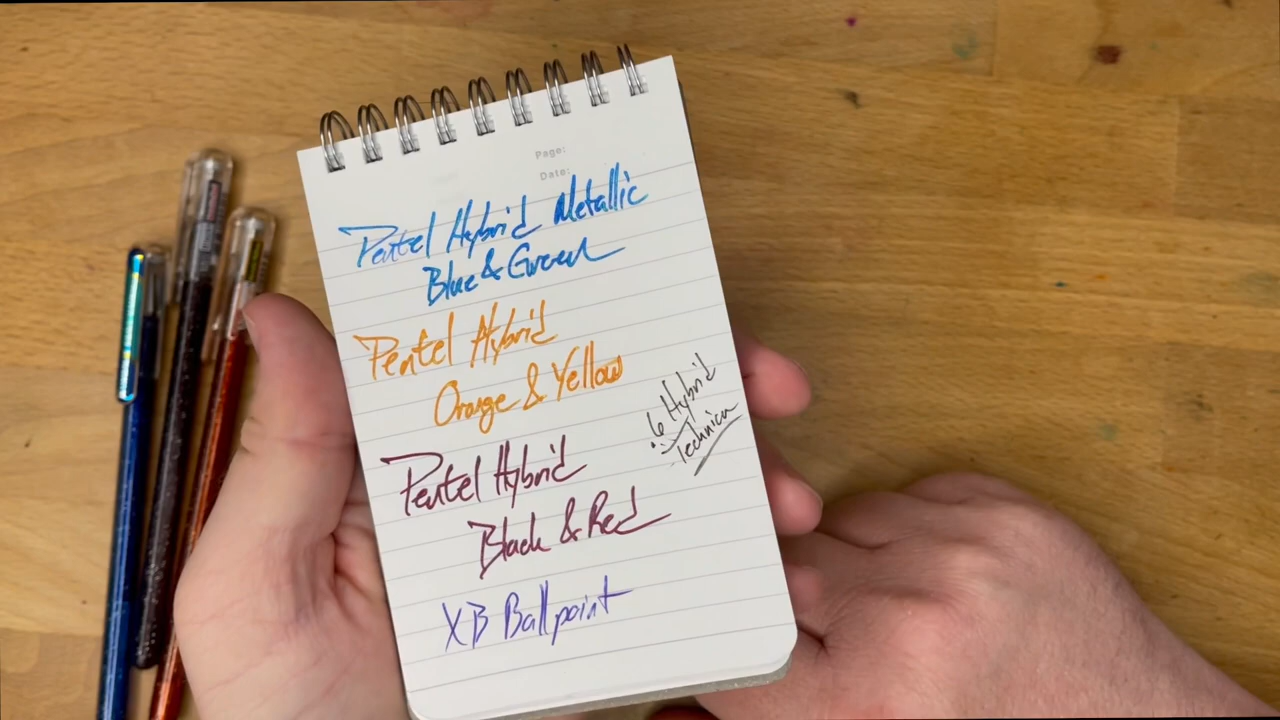 Page:
Date:
Pentel Hybrid Metallic
Blue & Green
Pentel Hybrid
Orange & Yellow
6 Hybrid
Technica
Pentel Hybrid
Black & Red
XB Ballpoint